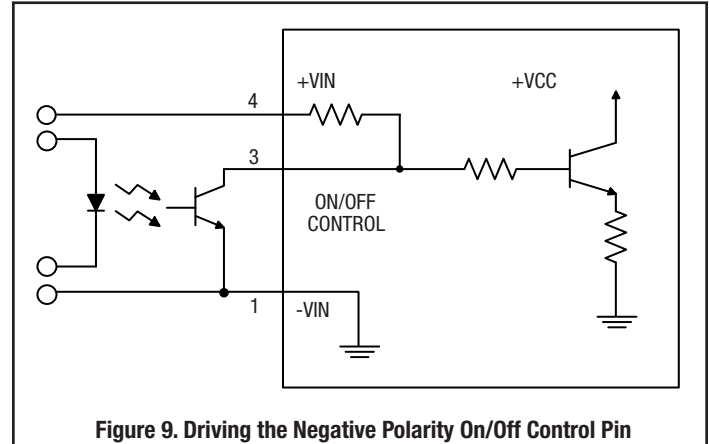 +VIN
+VCC
4
3
ON/OFF
CONTROL
1
-VIN
Figure 9. Driving the Negative Polarity On/Off Control Pin